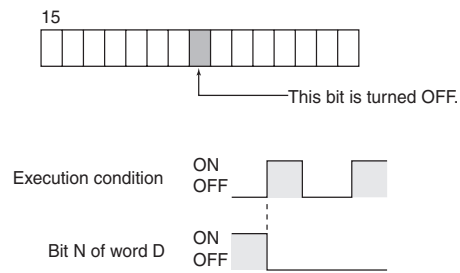 15
This bit is turned OFF.
Execution condition
ON
OFF
Bit N of word D
ON
OFF